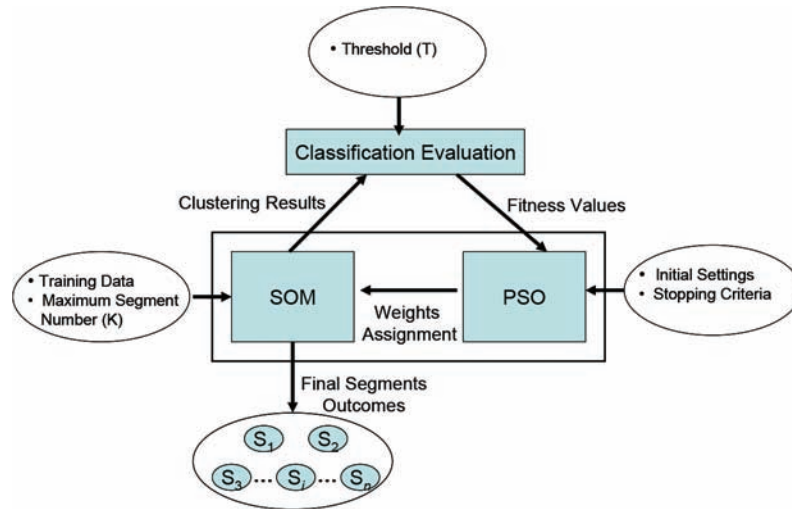 • Threshold (T)
Classification Evaluation
Clustering Results
Fitness Values
• Training Data
• Maximum Segment
Number (K)
SOM
Weights
Assignment
PSO
• Initial Settings
• Stopping Criteria
Final Segments
Outcomes
S1 S2
S3 ... Si ... Sn